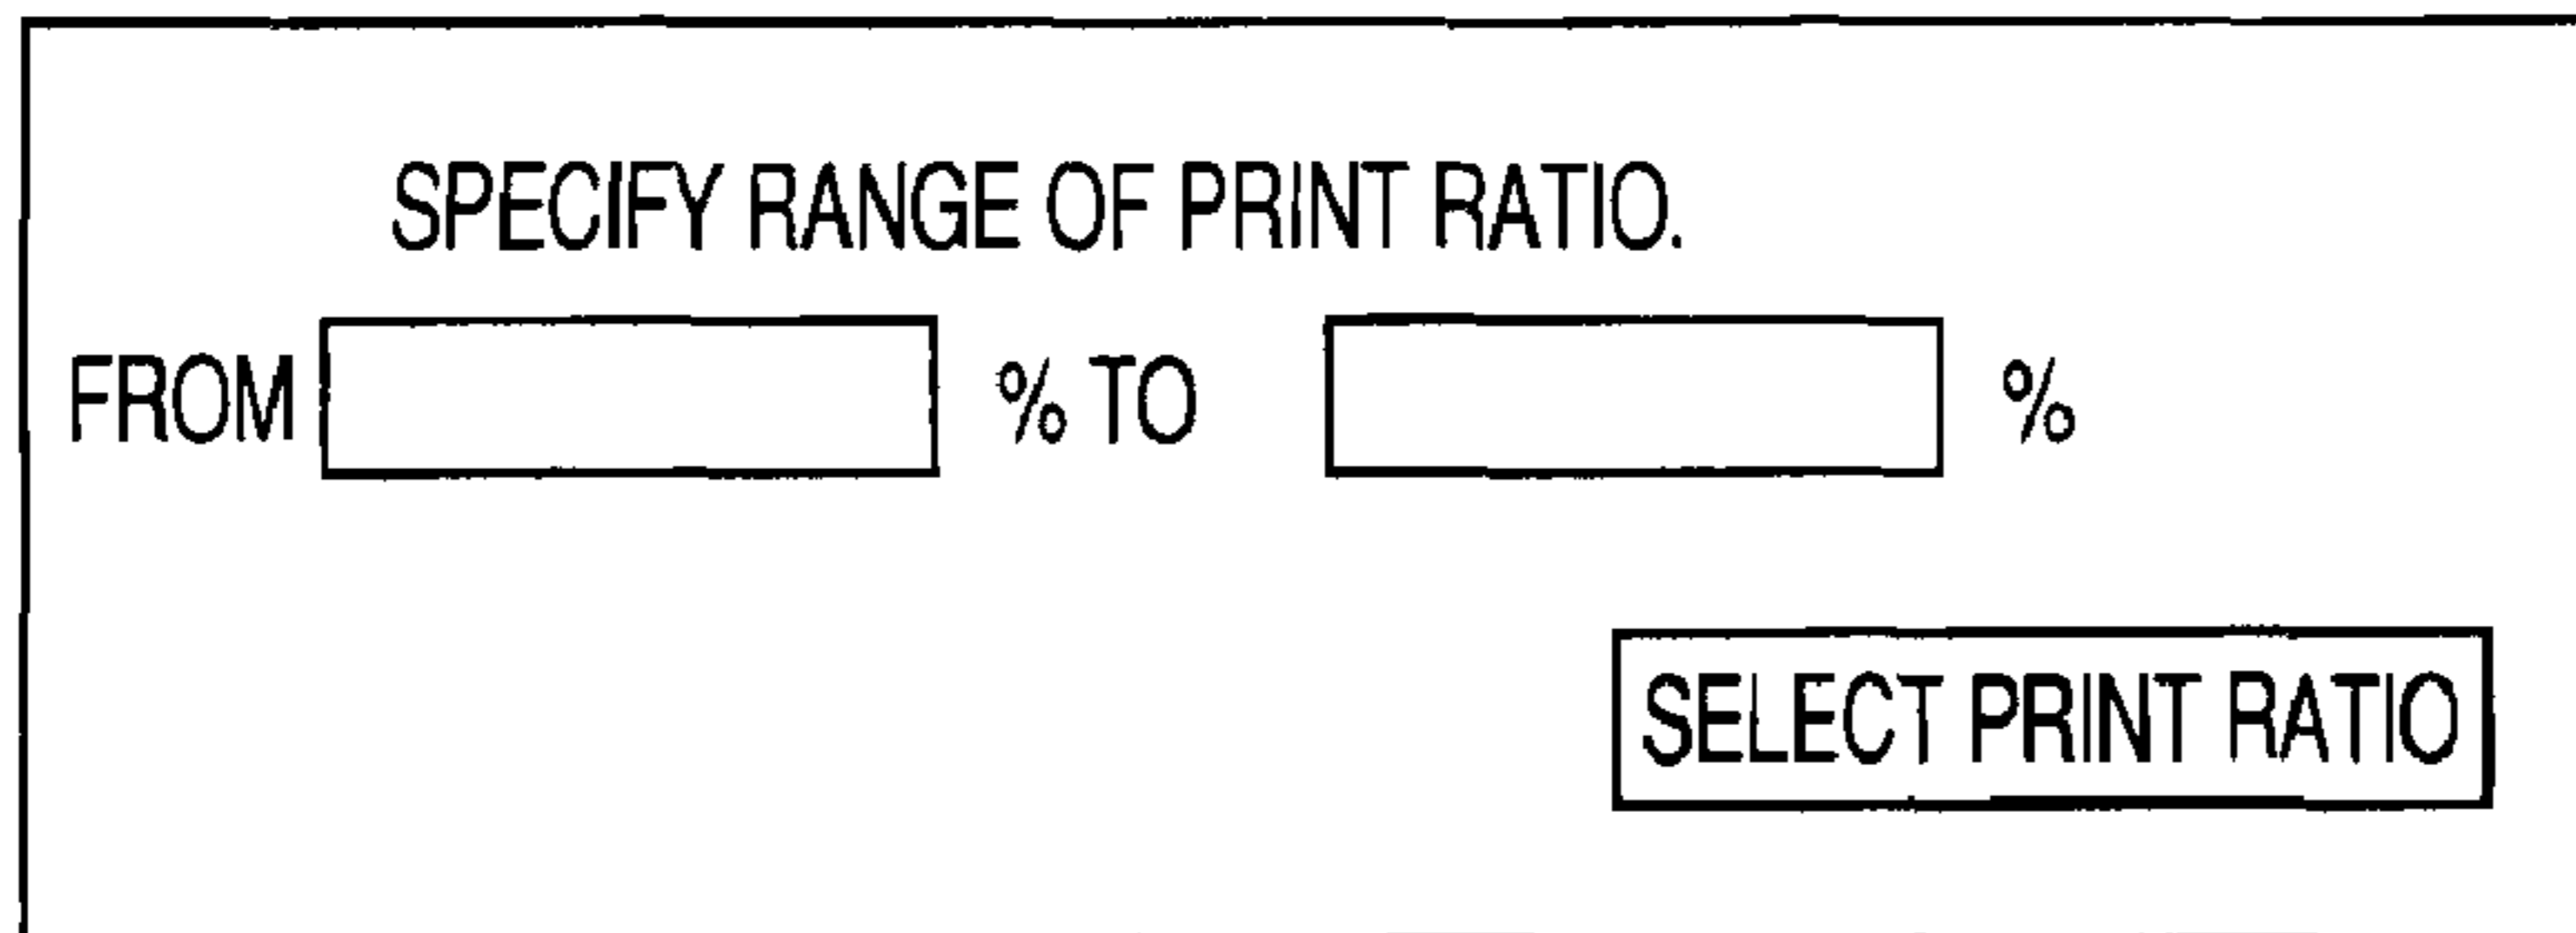 SPECIFY RANGE OF PRINT RATIO.
FROM % TO %
SELECT PRINT RATIO